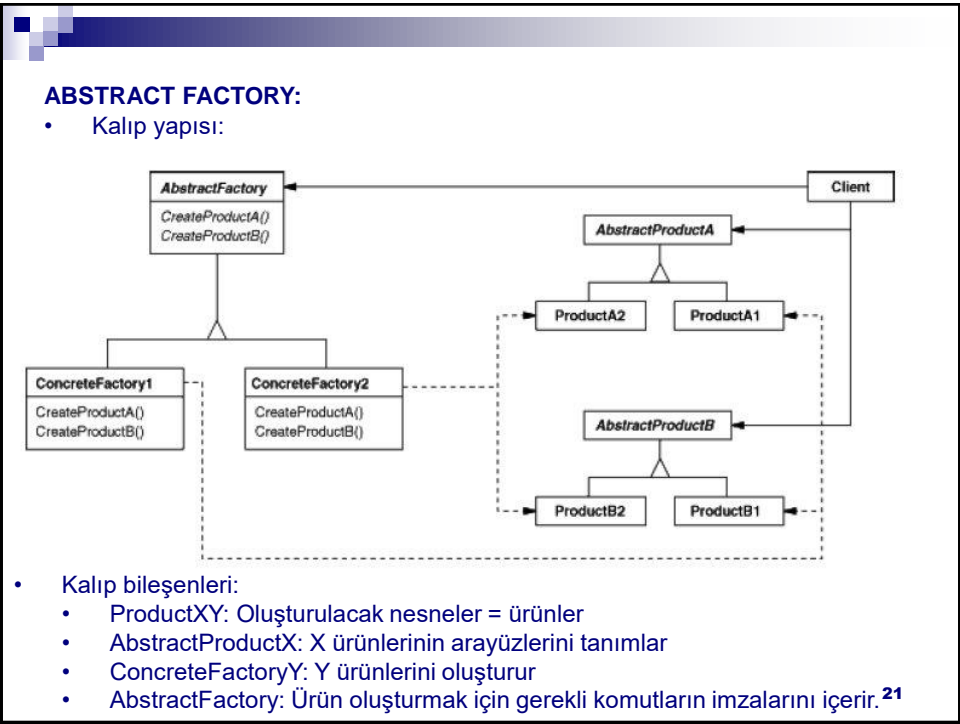 ABSTRACT FACTORY:
• Kalıp yapısı:
AbstractFactory
CreateProductA()
CreateProductB()
Client
AbstractProductA
ProductA2
ProductA1
ConcreteFactory1
CreateProductA()
CreateProductB()
ConcreteFactory2
CreateProductA()
CreateProductB()
AbstractProductB
ProductB2
ProductB1
• Kalıp bileşenleri:
• ProductXY: Oluşturulacak nesneler = ürünler
• AbstractProductX: X ürünlerinin arayüzlerini tanımlar
• ConcreteFactoryY: Y ürünlerini oluşturur
• AbstractFactory: Ürün oluşturmak için gerekli komutların imzalarını içerir.
21